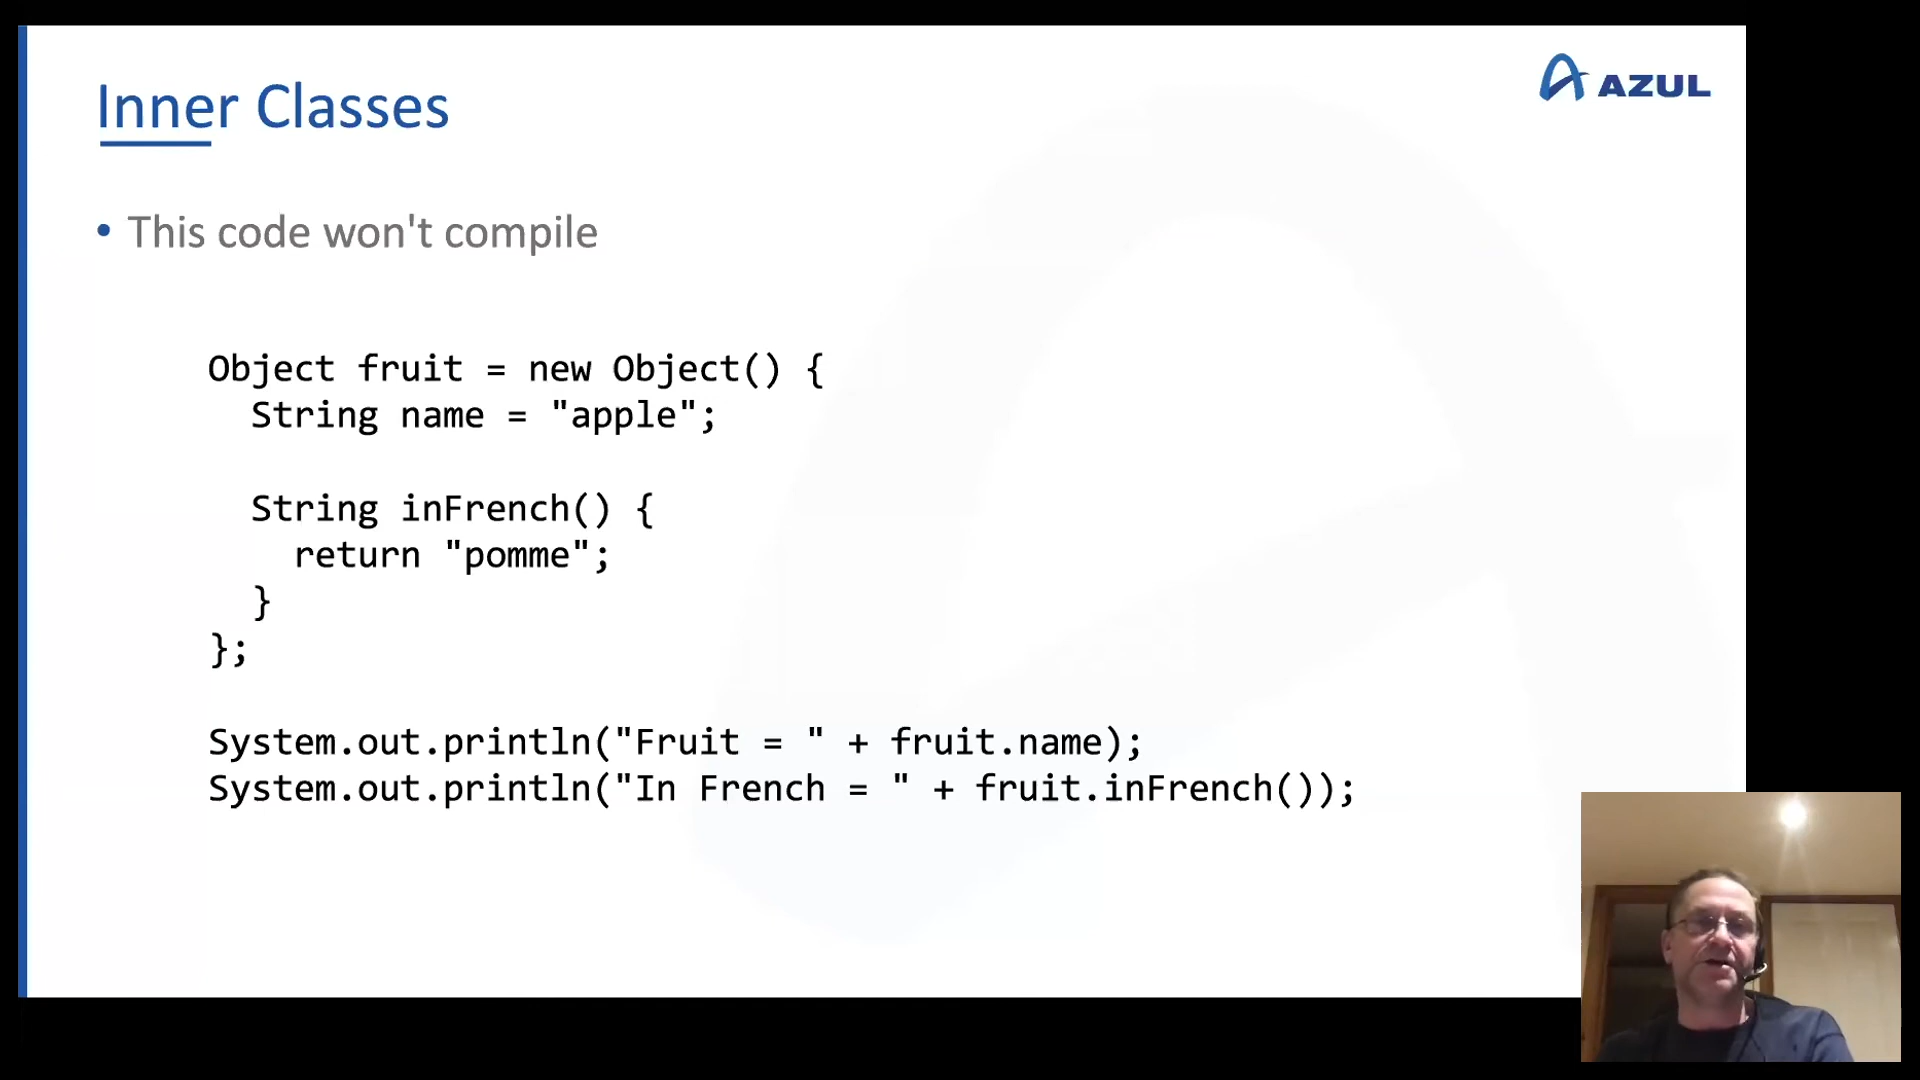 Inner Classes
AZUL
• This code won't compile
Object fruit = new Object() {
  String name = "apple";
  String inFrench() {
    return "pomme";
  }
};
System.out.println("Fruit = " + fruit.name);
System.out.println("In French = " + fruit.inFrench());